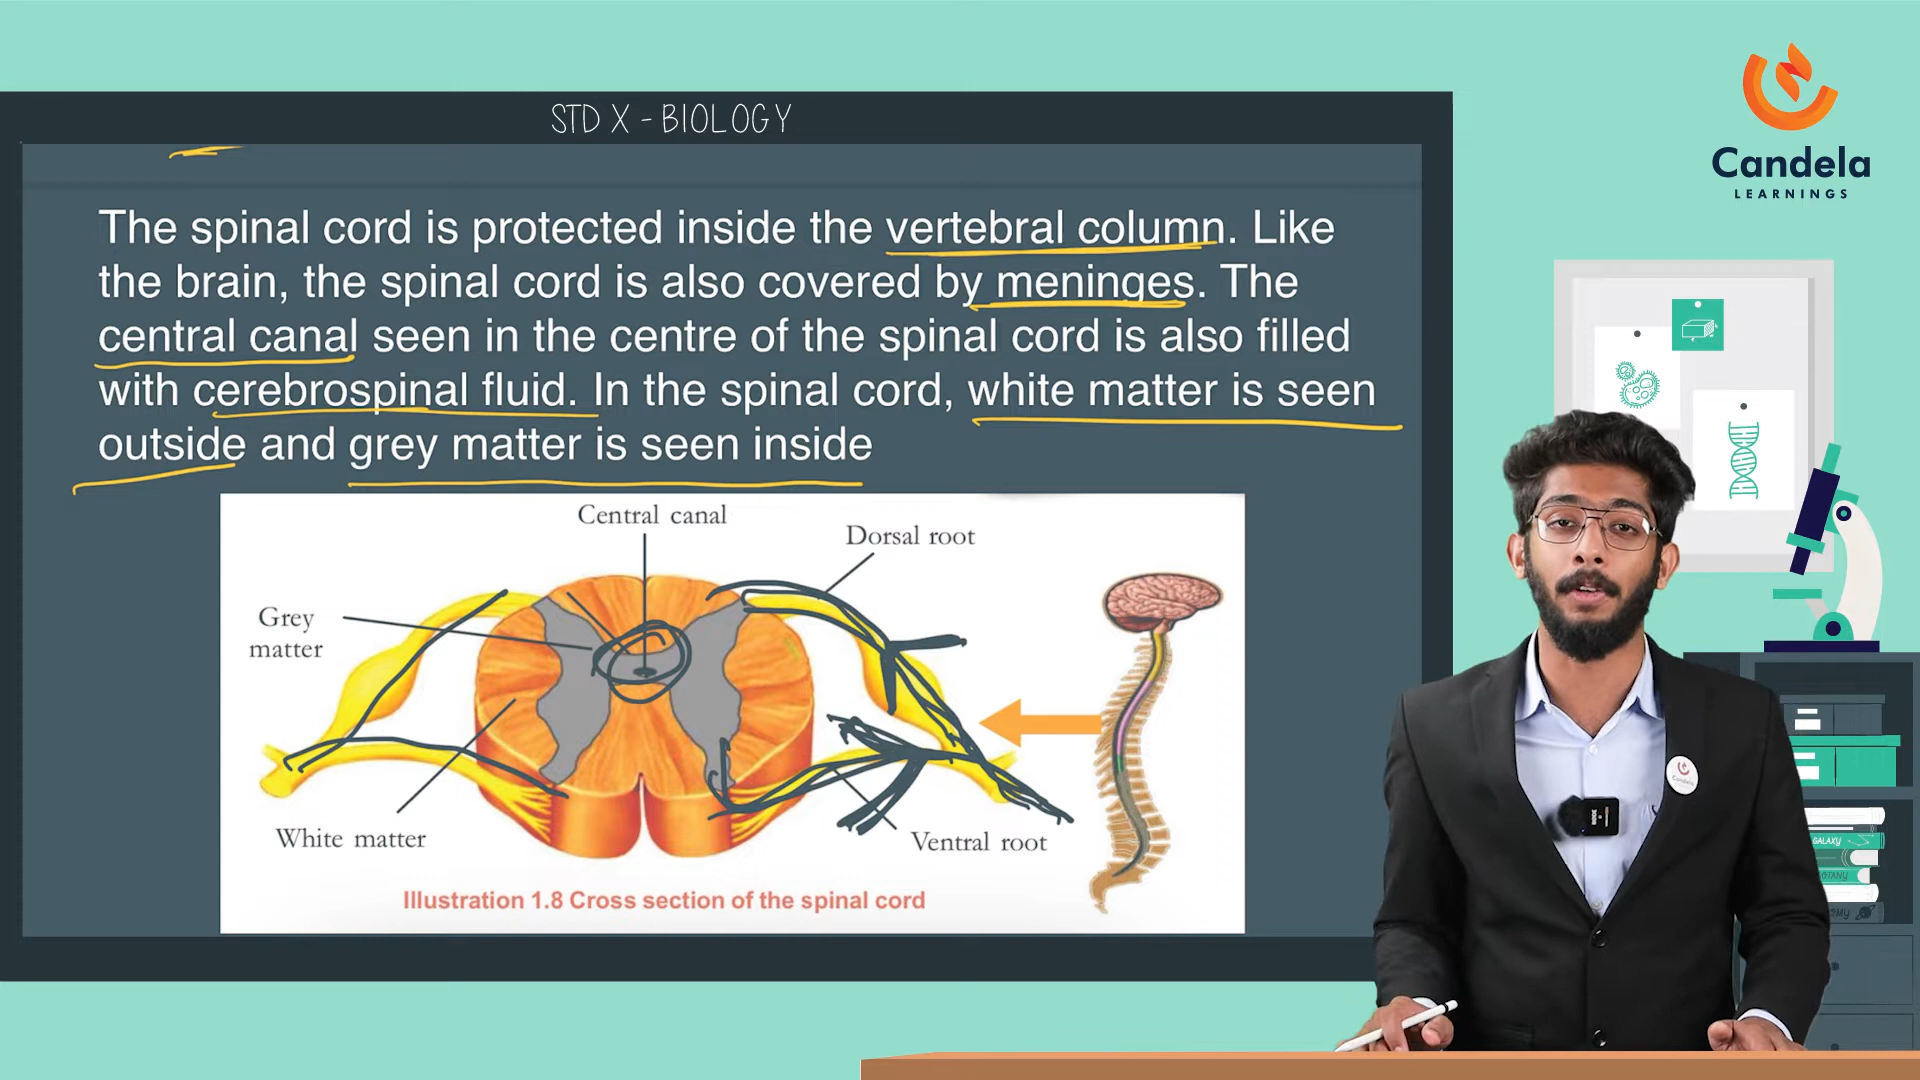 STD X - BIOLOGY
Candela
LEARNINGS
The spinal cord is protected inside the vertebral column. Like
the brain, the spinal cord is also covered by meninges. The
central canal seen in the centre of the spinal cord is also filled
with cerebrospinal fluid. In the spinal cord, white matter is seen
outside and grey matter is seen inside
Central canal
Dorsal root
Grey
matter
White matter
Ventral root
Illustration 1.8 Cross section of the spinal cord
Candela
GALAXY